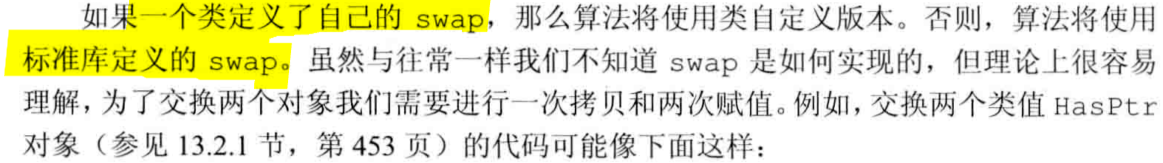 如果一个类定义了自己的 swap，那么算法将使用类自定义版本。否则，算法将使用
标准库定义的 swap。虽然与往常一样我们不知道 swap 是如何实现的，但理论上很容易
理解，为了交换两个对象我们需要进行一次拷贝和两次赋值。例如，交换两个类值 HasPtr
对象（参见 13.2.1 节，第 453 页）的代码可能像下面这样：